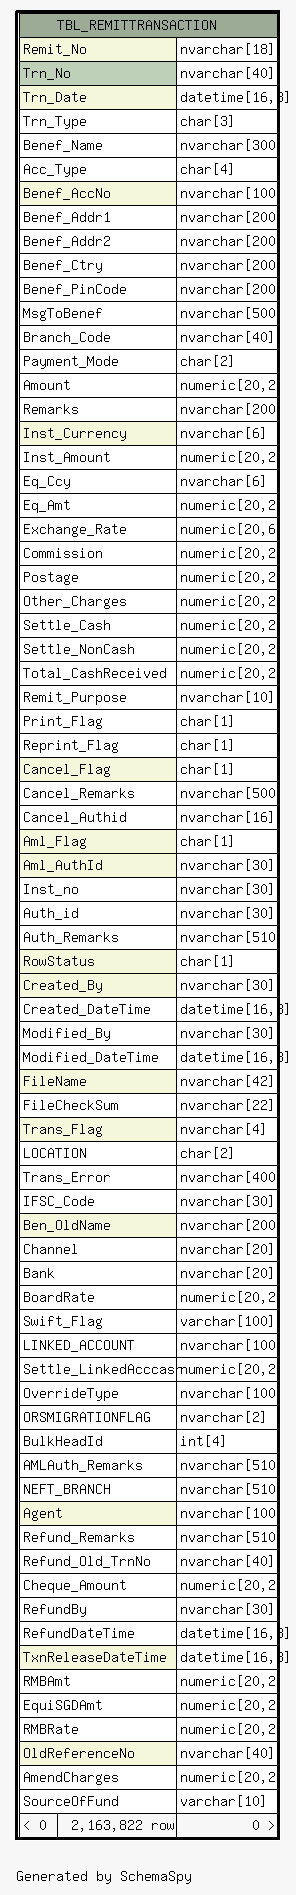 TBL_REMITTRANSACTION
Remit_No nvarchar[18]
Trn_No nvarchar[40]
Trn_Date datetime[16,3]
Trn_Type char[3]
Benef_Name nvarchar[300
Acc_Type char[4]
Benef_AccNo nvarchar[100
Benef_Addr1 nvarchar[200
Benef_Addr2 nvarchar[200
Benef_Ctry nvarchar[200
Benef_PinCode nvarchar[200
MsgToBenef nvarchar[500
Branch_Code nvarchar[40]
Payment_Mode char[2]
Amount numeric[20,2
Remarks nvarchar[200
Inst_Currency nvarchar[6]
Inst_Amount numeric[20,2
Eq_Ccy nvarchar[6]
Eq_Amt numeric[20,2
Exchange_Rate numeric[20,6
Commission numeric[20,2
Postage numeric[20,2
Other_Charges numeric[20,2
Settle_Cash numeric[20,2
Settle_NonCash numeric[20,2
Total_CashReceived numeric[20,2
Remit_Purpose nvarchar[10]
Print_Flag char[1]
Reprint_Flag char[1]
Cancel_Flag char[1]
Cancel_Remarks nvarchar[500
Cancel_Authid nvarchar[16]
Aml_Flag char[1]
Aml_AuthId nvarchar[30]
Inst_no nvarchar[30]
Auth_id nvarchar[30]
Auth_Remarks nvarchar[510
RowStatus char[1]
Created_By nvarchar[30]
Created_DateTime datetime[16,3]
Modified_By nvarchar[30]
Modified_DateTime datetime[16,3]
FileName nvarchar[42]
FileCheckSum nvarchar[22]
Trans_Flag nvarchar[4]
LOCATION char[2]
Trans_Error nvarchar[400
IFSC_Code nvarchar[30]
Ben_OldName nvarchar[200
Channel nvarchar[20]
Bank nvarchar[20]
BoardRate numeric[20,2
Swift_Flag varchar[100]
LINKED_ACCOUNT nvarchar[100
Settle_LinkedAcccas numeric[20,2
OverrideType nvarchar[100
ORSMIGRATIONFLAG nvarchar[2]
BulkHeadId int[4]
AMLAuth_Remarks nvarchar[510
NEFT_BRANCH nvarchar[510
Agent nvarchar[100
Refund_Remarks nvarchar[510
Refund_Old_TrnNo nvarchar[40]
Cheque_Amount numeric[20,2
RefundBy nvarchar[30]
RefundDateTime datetime[16,3]
TxnReleaseDateTime datetime[16,3]
RMBAmt numeric[20,2
EquiSGDAmt numeric[20,2
RMBRate numeric[20,2
OldReferenceNo nvarchar[40]
AmendCharges numeric[20,2
SourceOfFund varchar[10]
< 0 2,163,822 row 0 >
Generated by SchemaSpy